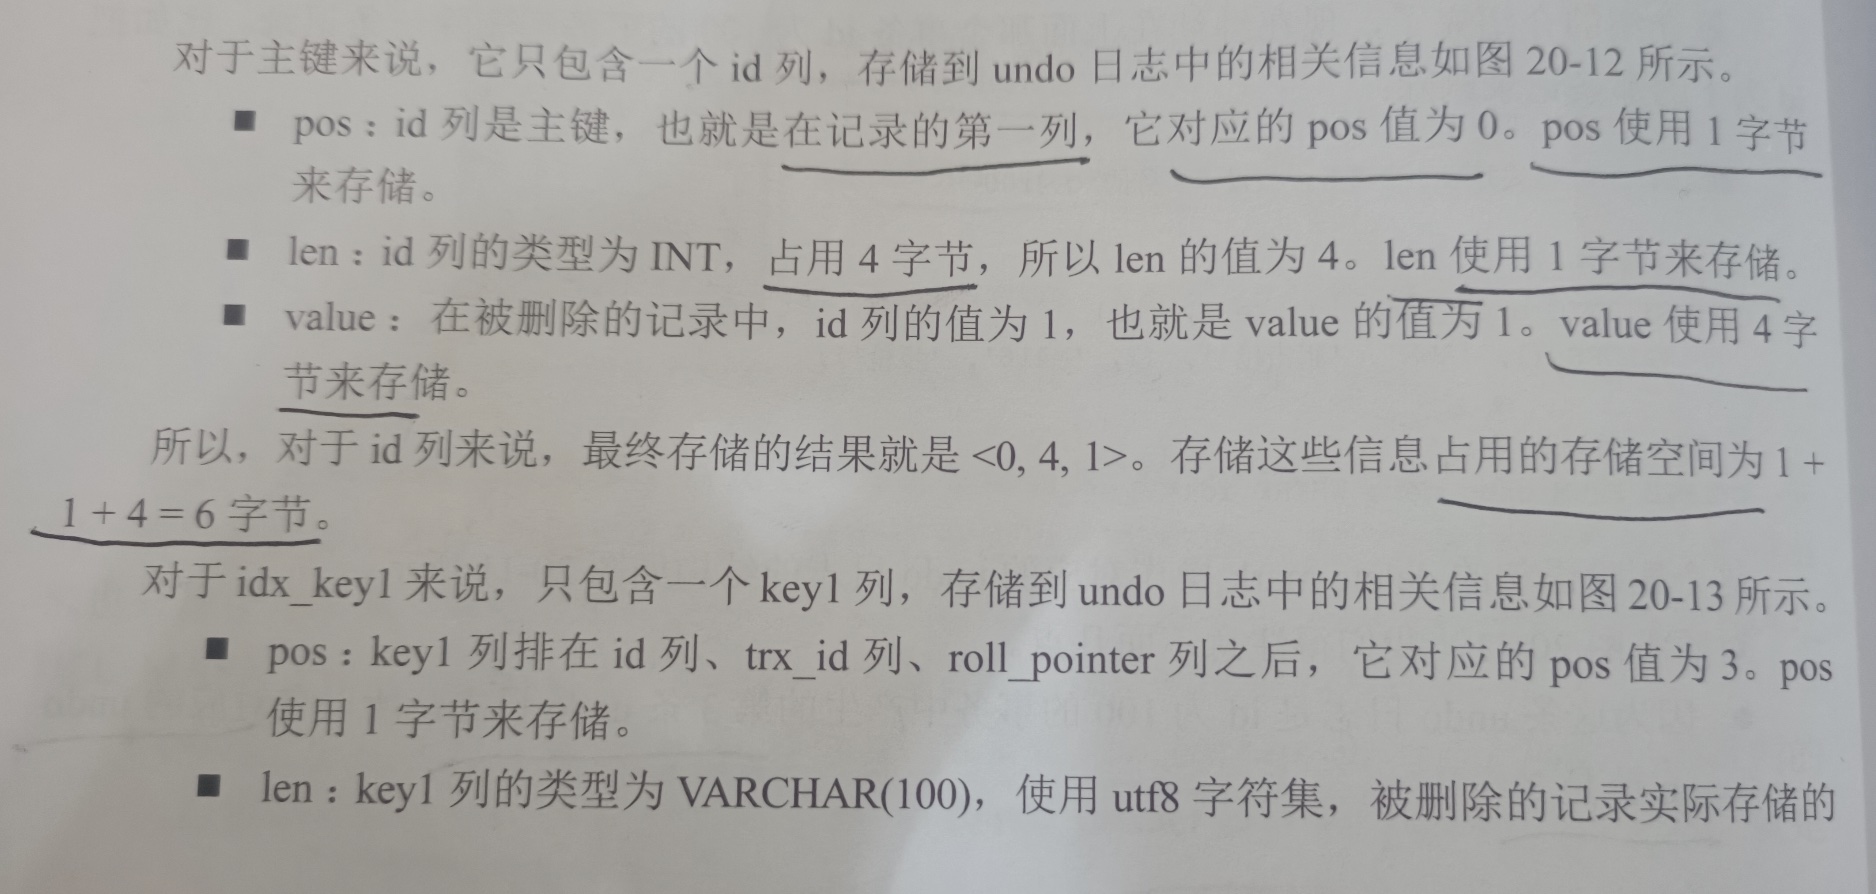 对于主键来说，它只包含一个 id 列，存储到 undo 日志中的相关信息如图 20-12 所示。
■ pos：id 列是主键，也就是在记录的第一列，它对应的 pos 值为 0。pos 使用 1 字节
来存储。
■ len：id 列的类型为 INT，占用 4 字节，所以 len 的值为 4。len 使用 1 字节来存储。
■ value：在被删除的记录中，id 列的值为 1，也就是 value 的值为 1。value 使用 4 字
节来存储。
所以，对于 id 列来说，最终存储的结果就是 <0, 4, 1>。存储这些信息占用的存储空间为 1 +
1 + 4 = 6 字节。
对于 idx_key1 来说，只包含一个 key1 列，存储到 undo 日志中的相关信息如图 20-13 所示。
■ pos：key1 列排在 id 列、trx_id 列、roll_pointer 列之后，它对应的 pos 值为 3。pos
使用 1 字节来存储。
■ len：key1 列的类型为 VARCHAR(100)，使用 utf8 字符集，被删除的记录实际存储的